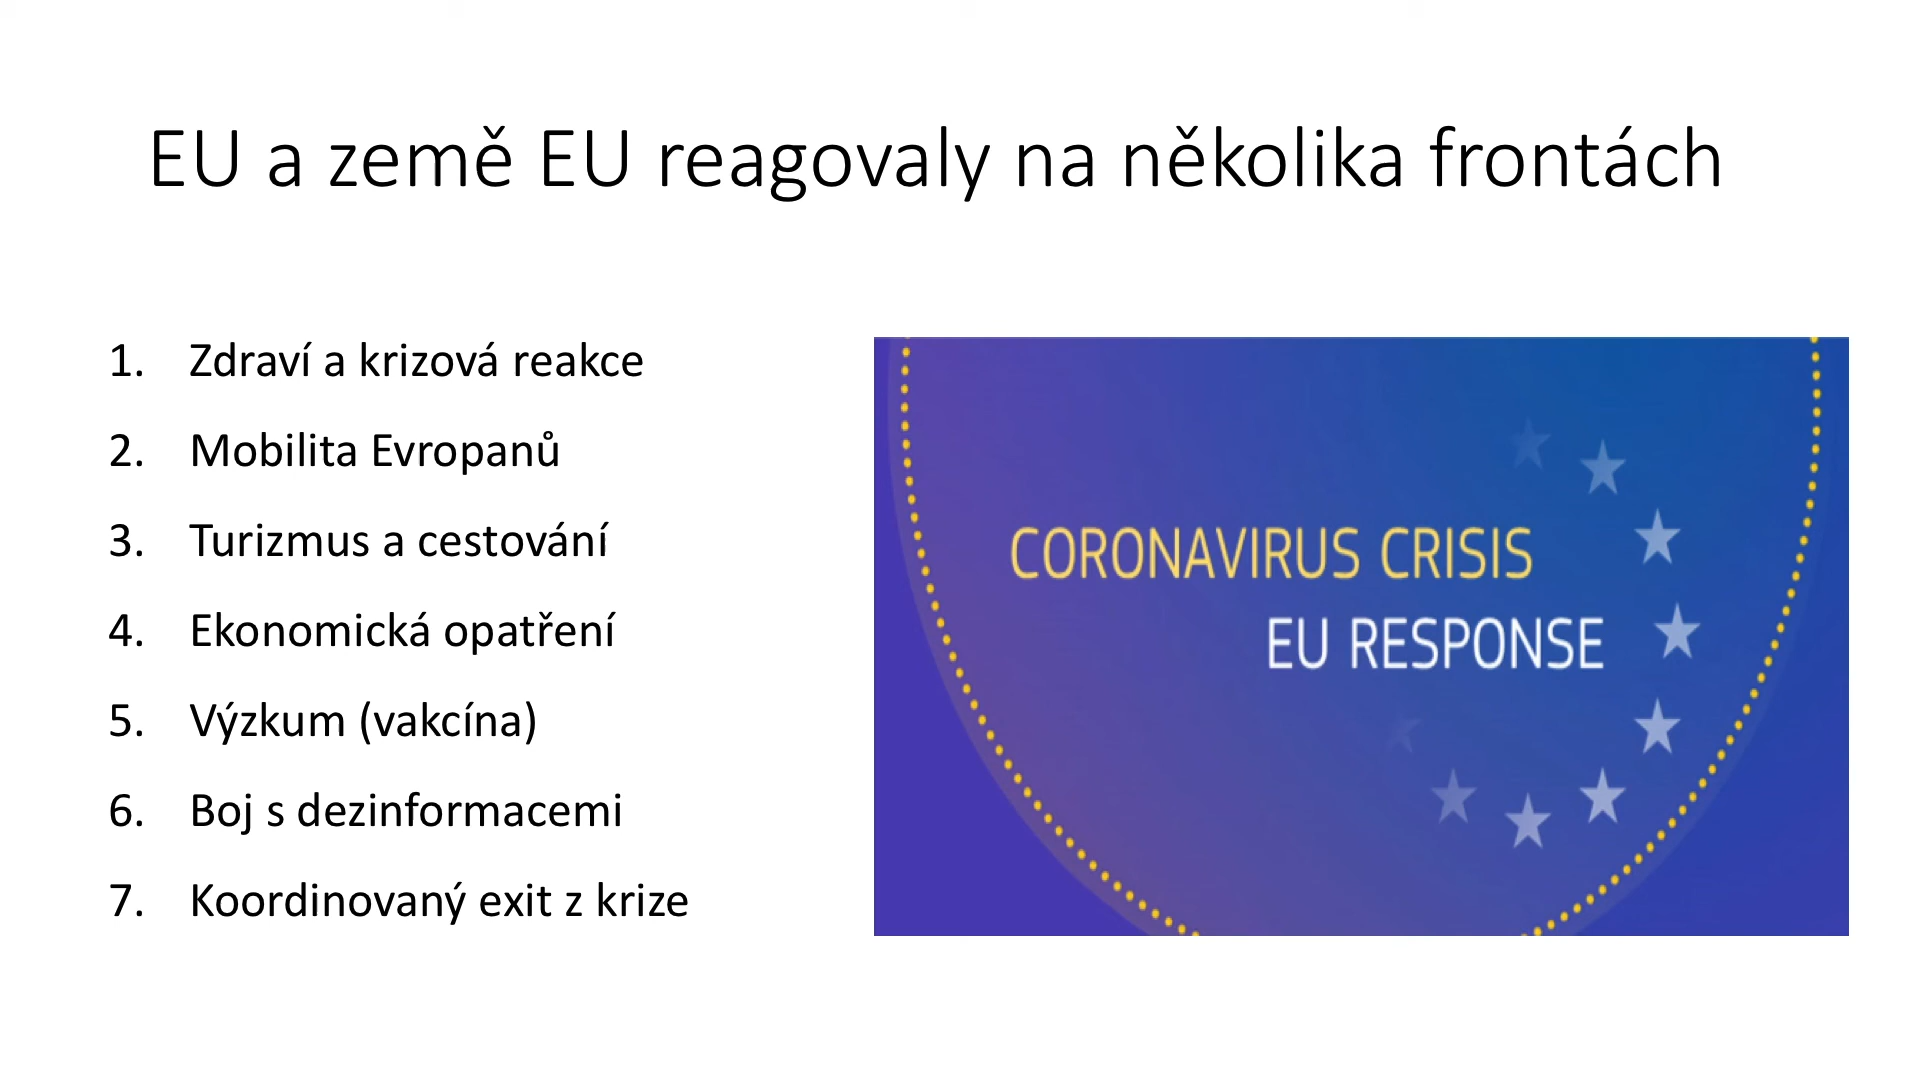 EU a země EU reagovaly na několika frontách
1. Zdraví a krizová reakce
2. Mobilita Evropanů
3. Turizmus a cestování
4. Ekonomická opatření
5. Výzkum (vakcína)
6. Boj s dezinformacemi
7. Koordinovaný exit z krize
CORONAVIRUS CRISIS
EU RESPONSE